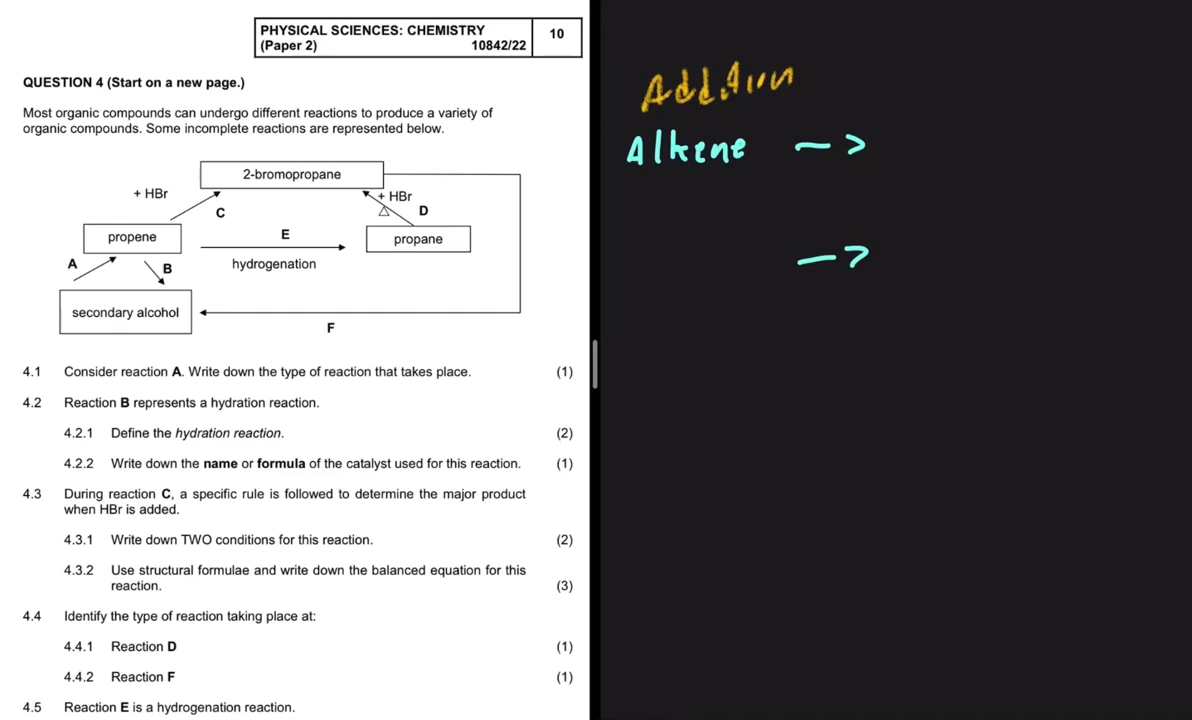 PHYSICAL SCIENCES: CHEMISTRY
(Paper 2) 10842/22
10
QUESTION 4 (Start on a new page.)
Most organic compounds can undergo different reactions to produce a variety of
organic compounds. Some incomplete reactions are represented below.
2-bromopropane
+ HBr
+ HBr
C
△
D
propene
E
propane
A
B
hydrogenation
secondary alcohol
F
4.1 Consider reaction A. Write down the type of reaction that takes place. (1)
4.2 Reaction B represents a hydration reaction.
4.2.1 Define the hydration reaction. (2)
4.2.2 Write down the name or formula of the catalyst used for this reaction. (1)
4.3 During reaction C, a specific rule is followed to determine the major product
when HBr is added.
4.3.1 Write down TWO conditions for this reaction. (2)
4.3.2 Use structural formulae and write down the balanced equation for this
reaction. (3)
4.4 Identify the type of reaction taking place at:
4.4.1 Reaction D (1)
4.4.2 Reaction F (1)
4.5 Reaction E is a hydrogenation reaction.
Addition
Alkene →
→